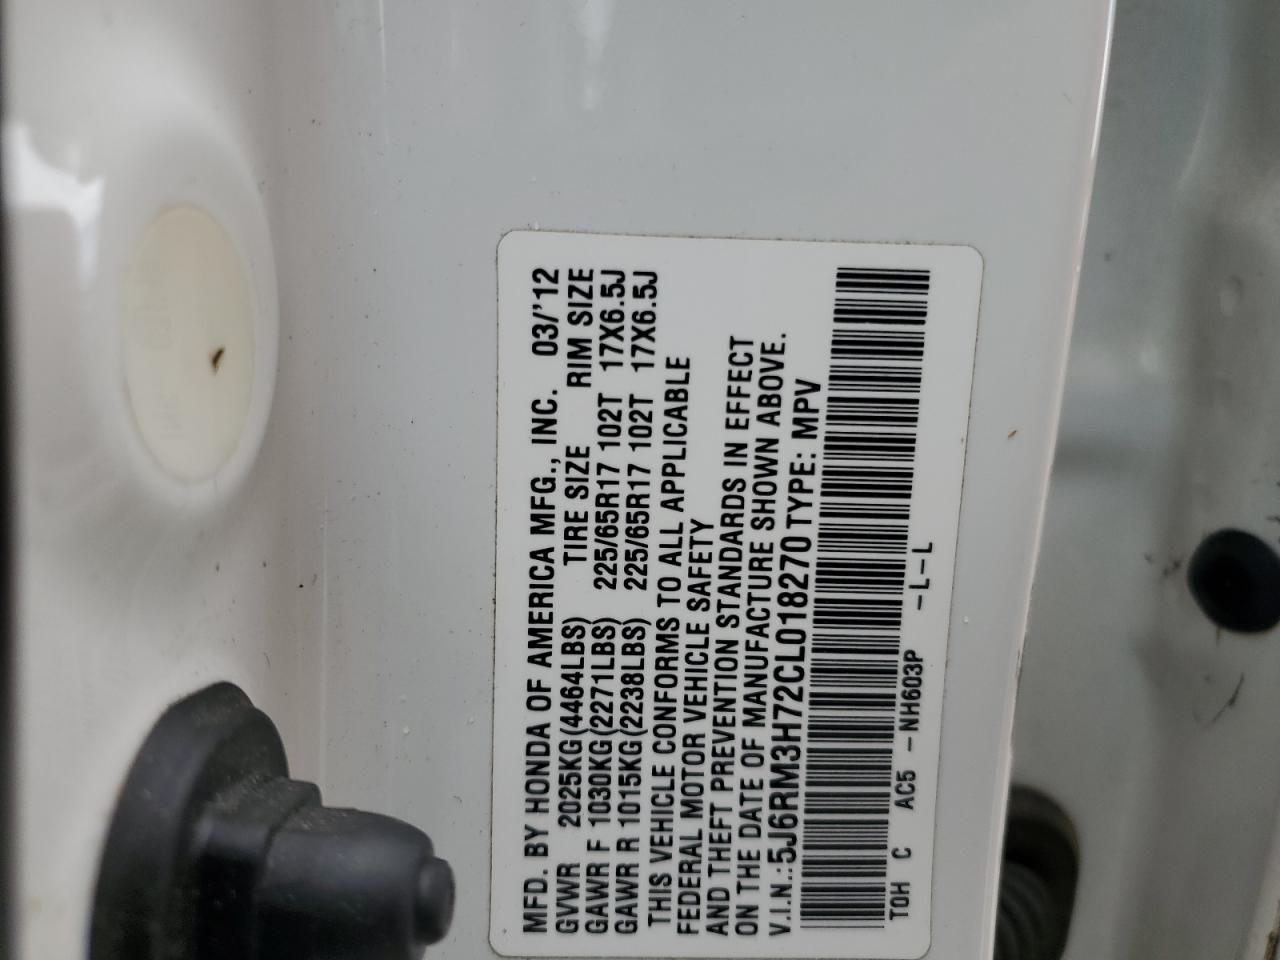 MFD. BY HONDA OF AMERICA MFG., INC. 03/'12
GVWR 2025KG(4464LBS) TIRE SIZE RIM SIZE
GAWR F 1030KG(2271LBS) 225/65R17 102T 17X6.5J
GAWR R 1015KG(2238LBS) 225/65R17 102T 17X6.5J
THIS VEHICLE CONFORMS TO ALL APPLICABLE
FEDERAL MOTOR VEHICLE SAFETY
AND THEFT PREVENTION STANDARDS IN EFFECT
ON THE DATE OF MANUFACTURE SHOWN ABOVE.
V.I.N.:5J6RM3H72CL018270 TYPE: MPV
T0H C AC5 -NH603P -L-L